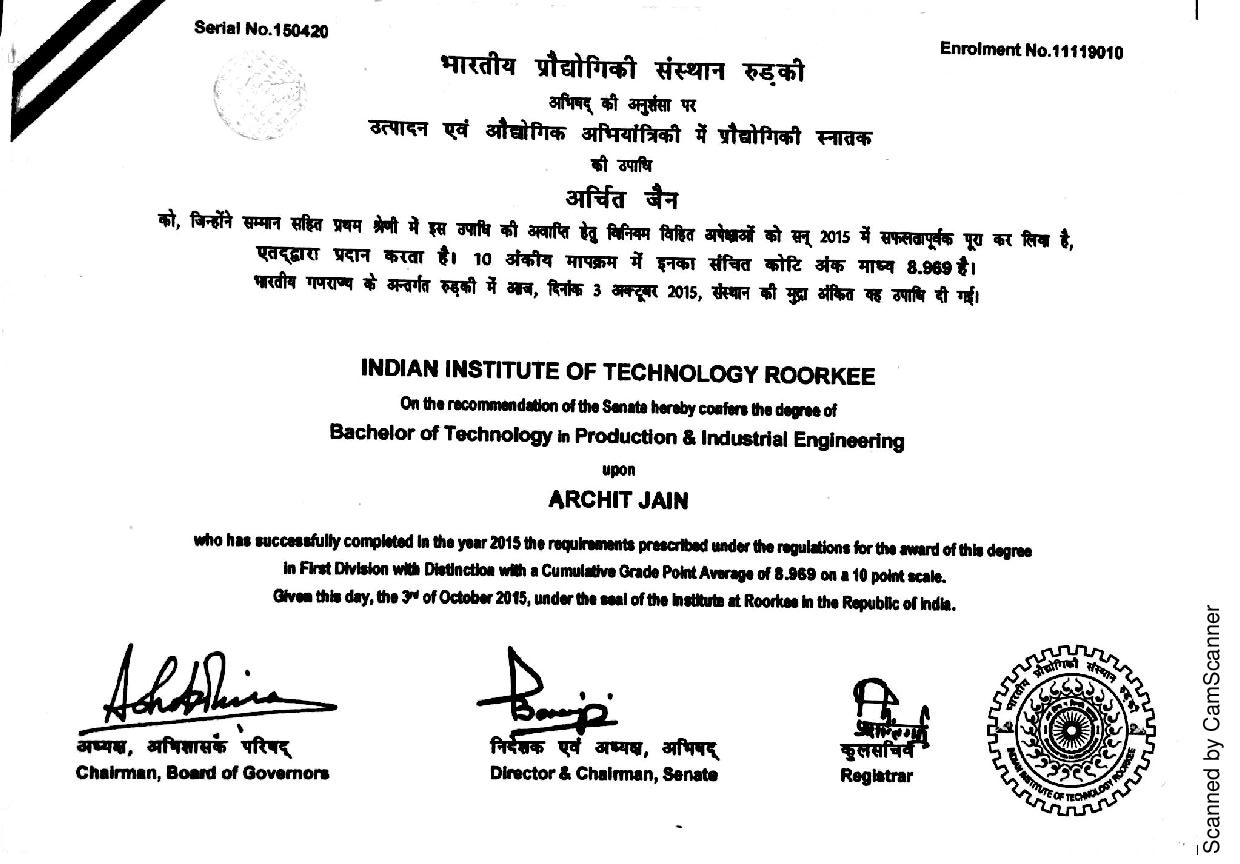 Serial No.150420
Enrolment No.11119010
भारतीय प्रौद्योगिकी संस्थान रुड़की
अभिषद् की अनुशंसा पर
उत्पादन एवं औद्योगिक अभियांत्रिकी में प्रौद्योगिकी स्नातक
की उपाधि
अर्चित जैन
को, जिन्होंने सम्मान सहित प्रथम श्रेणी में इस उपाधि की अवाप्ति हेतु विनियम विहित अपेक्षाओं को सन् 2015 में सफलतापूर्वक पूरा कर लिया है,
एतद्द्वारा प्रदान करता है। 10 अंकीय मापक्रम में इनका संचित कोटि अंक माध्य 8.969 है।
भारतीय गणराज्य के अन्तर्गत रुड़की में आज, दिनांक 3 अक्टूबर 2015, संस्थान की मुद्रा अंकित यह उपाधि दी गई।
INDIAN INSTITUTE OF TECHNOLOGY ROORKEE
On the recommendation of the Senate hereby confers the degree of
Bachelor of Technology in Production & Industrial Engineering
upon
ARCHIT JAIN
who has successfully completed in the year 2015 the requirements prescribed under the regulations for the award of this degree
in First Division with Distinction with a Cumulative Grade Point Average of 8.969 on a 10 point scale.
Given this day, the 3rd of October 2015, under the seal of the Institute at Roorkee in the Republic of India.
अध्यक्ष, अभिशासक परिषद्
Chairman, Board of Governors
निदेशक एवं अध्यक्ष, अभिषद्
Director & Chairman, Senate
कुलसचिव
Registrar
भारतीय प्रौद्योगिकी संस्थान रुड़की
INDIAN INSTITUTE OF TECHNOLOGY ROORKEE
Scanned by CamScanner